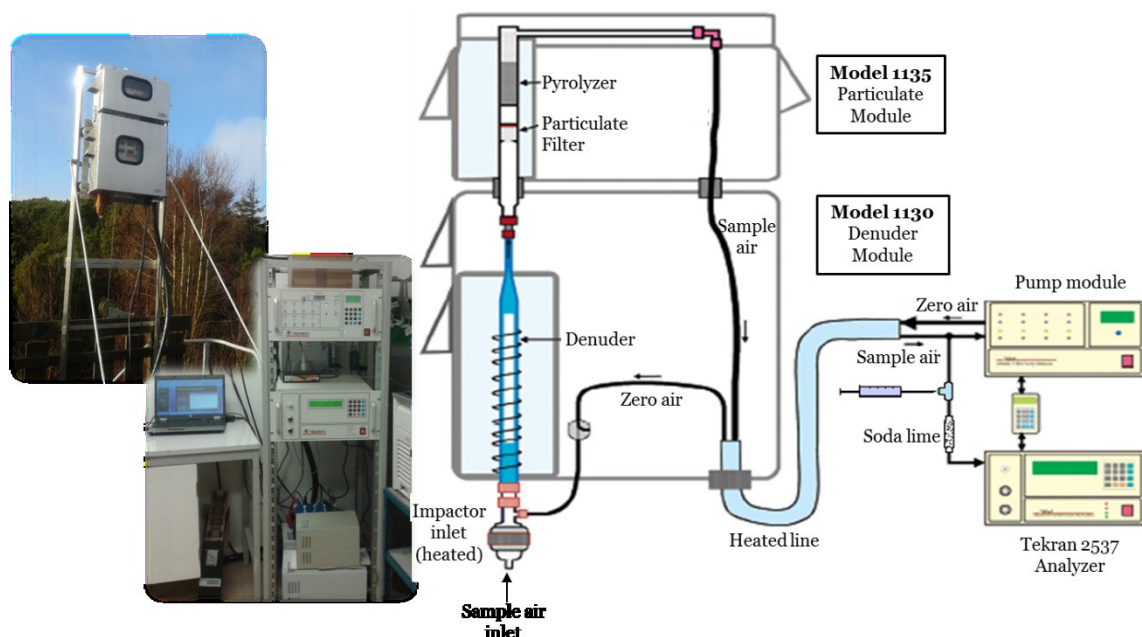 Pyrolyzer
Particulate
Filter
Model 1135
Particulate
Module
Sample
air
Model 1130
Denuder
Module
Pump module
Zero air
Sample air
Denuder
Zero air
Soda lime
Impactor
inlet
(heated)
Heated line
Tekran 2537
Analyzer
Sample air
inlet